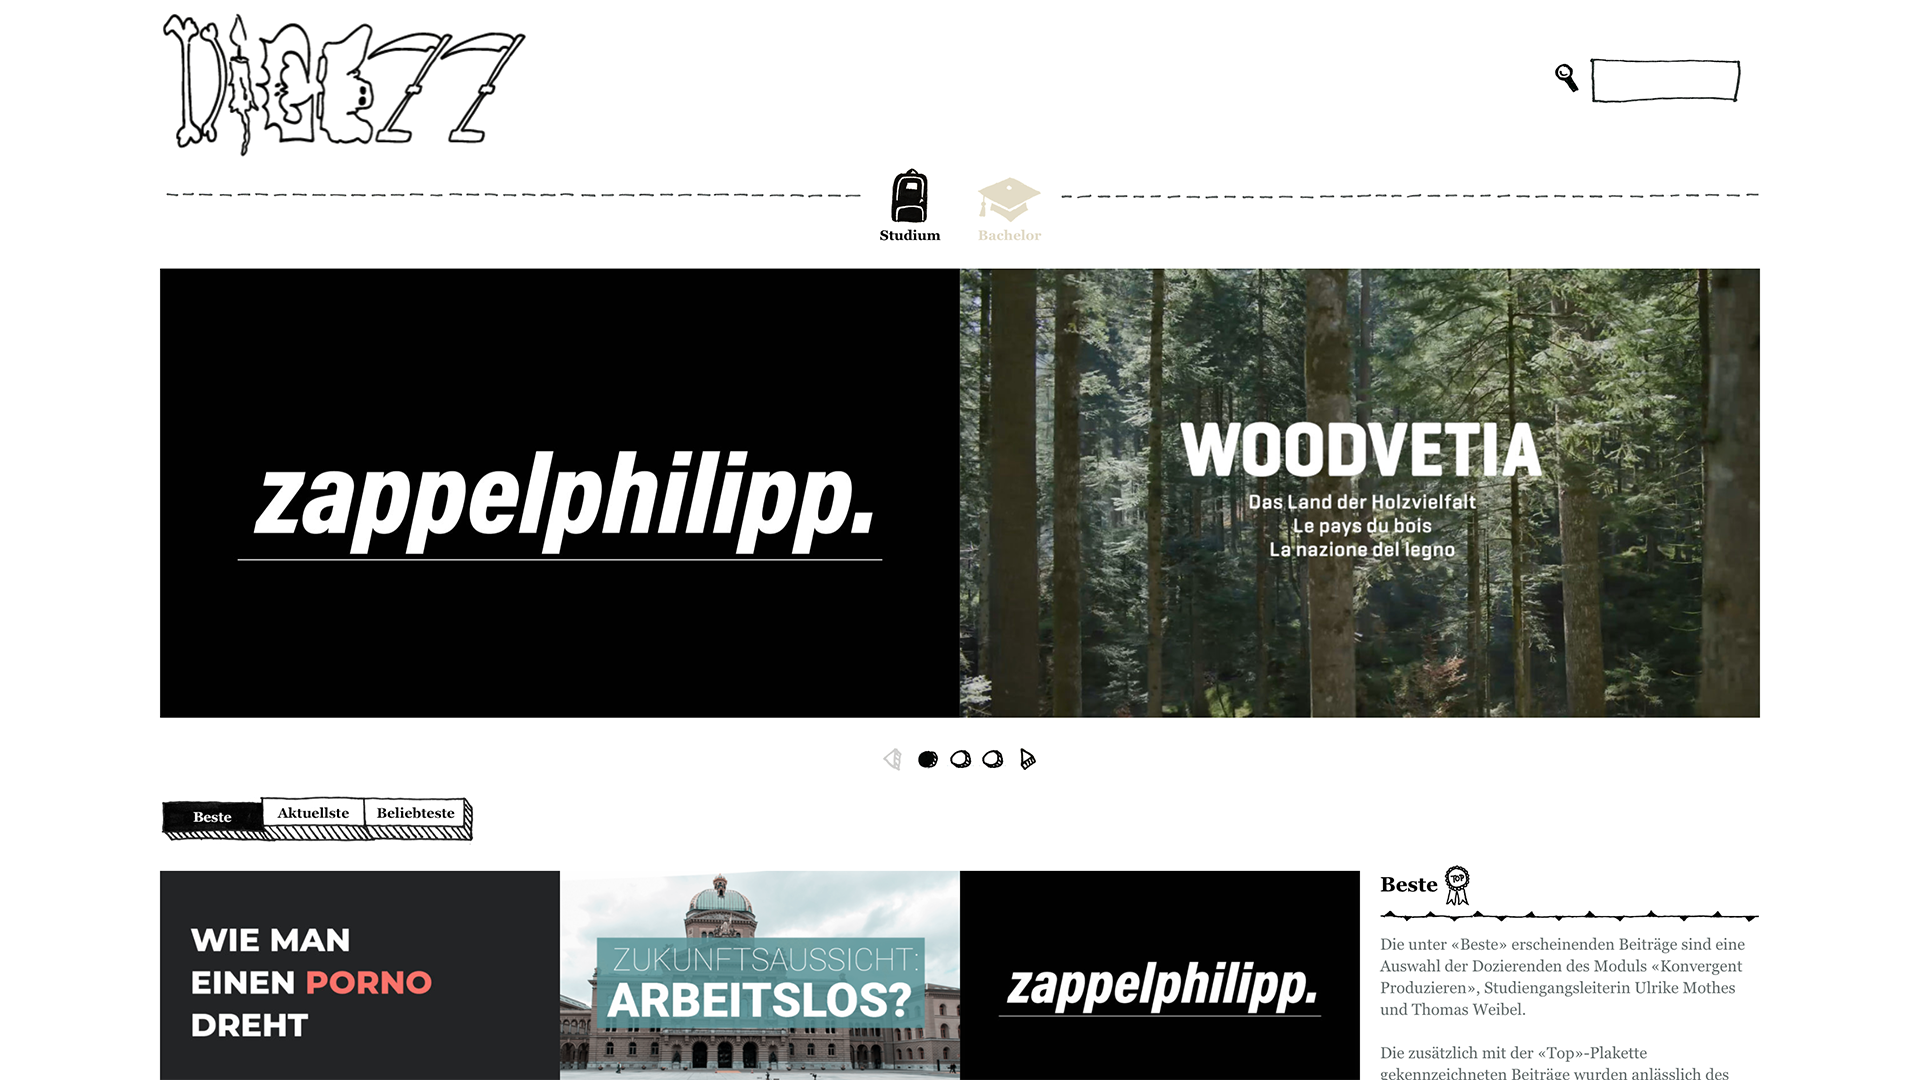 DIGEZZ
Studium
Bachelor
zappelphilipp.
WOODVETIA
Das Land der Holzvielfalt
Le pays du bois
La nazione del legno
Beste
Aktuellste
Beliebteste
WIE MAN
EINEN PORNO
DREHT
ZUKUNFTSAUSSICHT:
ARBEITSLOS?
zappelphilipp.
Beste
TOP
Die unter «Beste» erscheinenden Beiträge sind eine
Auswahl der Dozierenden des Moduls «Konvergent
Produzieren», Studiengangsleiterin Ulrike Mothes
und Thomas Weibel.
Die zusätzlich mit der «Top»-Plakette
gekennzeichneten Beiträge wurden anlässlich des